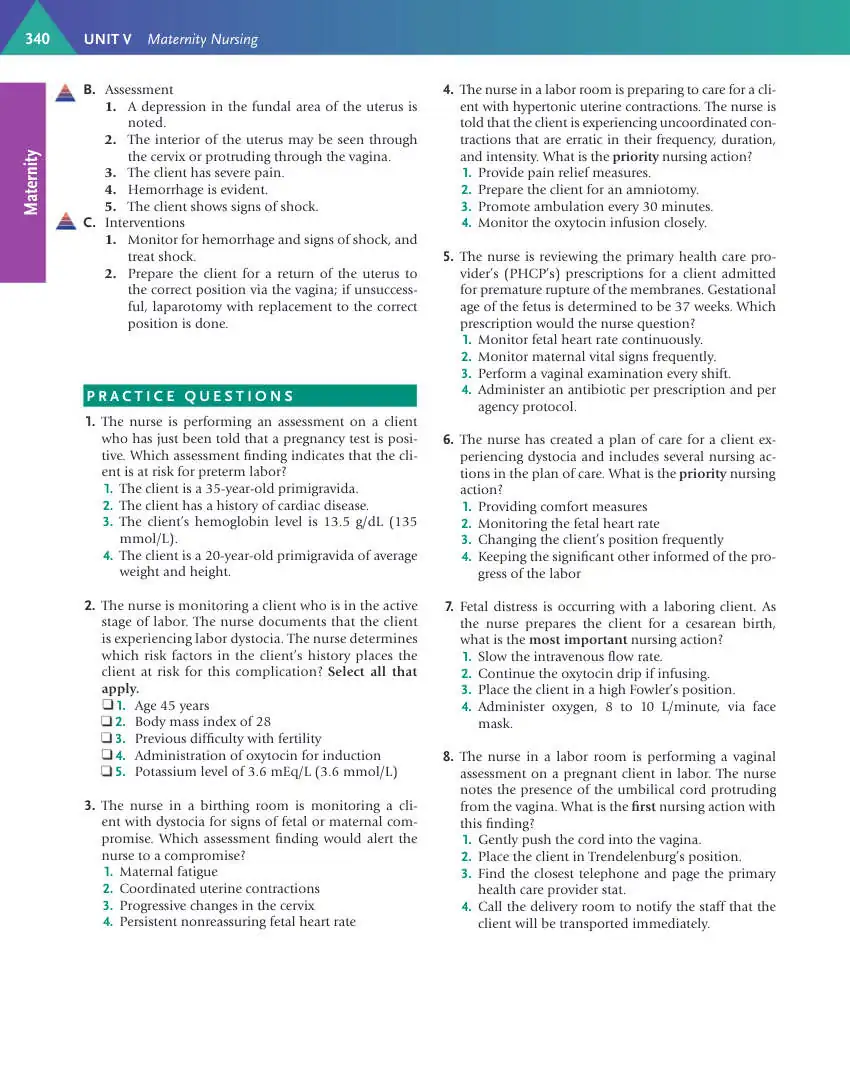 340 UNIT V Maternity Nursing
Maternity
B. Assessment
1. A depression in the fundal area of the uterus is
noted.
2. The interior of the uterus may be seen through
the cervix or protruding through the vagina.
3. The client has severe pain.
4. Hemorrhage is evident.
5. The client shows signs of shock.
C. Interventions
1. Monitor for hemorrhage and signs of shock, and
treat shock.
2. Prepare the client for a return of the uterus to
the correct position via the vagina; if unsuccess-
ful, laparotomy with replacement to the correct
position is done.
PRACTICE QUESTIONS
1. The nurse is performing an assessment on a client
who has just been told that a pregnancy test is posi-
tive. Which assessment finding indicates that the cli-
ent is at risk for preterm labor?
1. The client is a 35-year-old primigravida.
2. The client has a history of cardiac disease.
3. The client's hemoglobin level is 13.5 g/dL (135
mmol/L).
4. The client is a 20-year-old primigravida of average
weight and height.
2. The nurse is monitoring a client who is in the active
stage of labor. The nurse documents that the client
is experiencing labor dystocia. The nurse determines
which risk factors in the client's history places the
client at risk for this complication? Select all that
apply.
❑ 1. Age 45 years
❑ 2. Body mass index of 28
❑ 3. Previous difficulty with fertility
❑ 4. Administration of oxytocin for induction
❑ 5. Potassium level of 3.6 mEq/L (3.6 mmol/L)
3. The nurse in a birthing room is monitoring a cli-
ent with dystocia for signs of fetal or maternal com-
promise. Which assessment finding would alert the
nurse to a compromise?
1. Maternal fatigue
2. Coordinated uterine contractions
3. Progressive changes in the cervix
4. Persistent nonreassuring fetal heart rate
4. The nurse in a labor room is preparing to care for a cli-
ent with hypertonic uterine contractions. The nurse is
told that the client is experiencing uncoordinated con-
tractions that are erratic in their frequency, duration,
and intensity. What is the priority nursing action?
1. Provide pain relief measures.
2. Prepare the client for an amniotomy.
3. Promote ambulation every 30 minutes.
4. Monitor the oxytocin infusion closely.
5. The nurse is reviewing the primary health care pro-
vider's (PHCP's) prescriptions for a client admitted
for premature rupture of the membranes. Gestational
age of the fetus is determined to be 37 weeks. Which
prescription would the nurse question?
1. Monitor fetal heart rate continuously.
2. Monitor maternal vital signs frequently.
3. Perform a vaginal examination every shift.
4. Administer an antibiotic per prescription and per
agency protocol.
6. The nurse has created a plan of care for a client ex-
periencing dystocia and includes several nursing ac-
tions in the plan of care. What is the priority nursing
action?
1. Providing comfort measures
2. Monitoring the fetal heart rate
3. Changing the client's position frequently
4. Keeping the significant other informed of the pro-
gress of the labor
7. Fetal distress is occurring with a laboring client. As
the nurse prepares the client for a cesarean birth,
what is the most important nursing action?
1. Slow the intravenous flow rate.
2. Continue the oxytocin drip if infusing.
3. Place the client in a high Fowler's position.
4. Administer oxygen, 8 to 10 L/minute, via face
mask.
8. The nurse in a labor room is performing a vaginal
assessment on a pregnant client in labor. The nurse
notes the presence of the umbilical cord protruding
from the vagina. What is the first nursing action with
this finding?
1. Gently push the cord into the vagina.
2. Place the client in Trendelenburg's position.
3. Find the closest telephone and page the primary
health care provider stat.
4. Call the delivery room to notify the staff that the
client will be transported immediately.